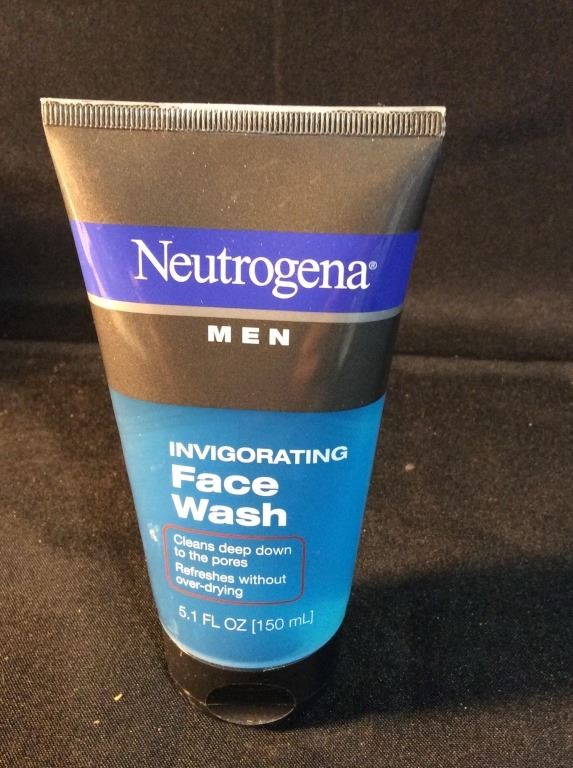 Neutrogena®
MEN
INVIGORATING
Face
Wash
Cleans deep down
to the pores
Refreshes without
over-drying
5.1 FL OZ [150 mL]